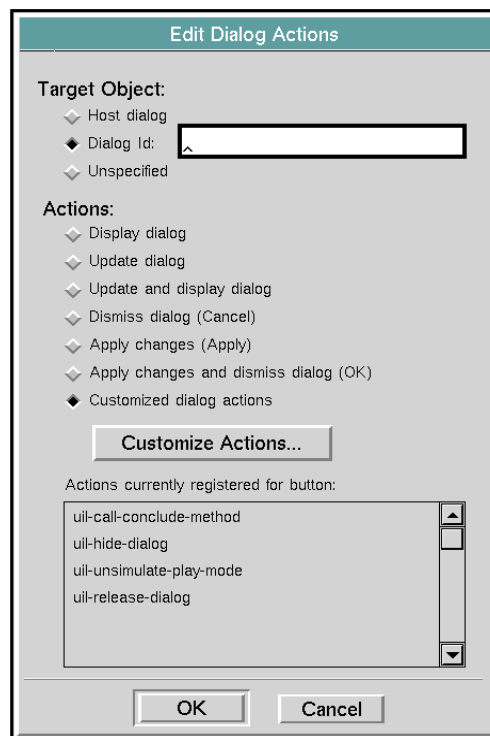 Edit Dialog Actions
Target Object:
Host dialog
Dialog Id:
Unspecified
Actions:
Display dialog
Update dialog
Update and display dialog
Dismiss dialog (Cancel)
Apply changes (Apply)
Apply changes and dismiss dialog (OK)
Customized dialog actions
Customize Actions...
Actions currently registered for button:
uil-call-conclude-method
uil-hide-dialog
uil-unsimulate-play-mode
uil-release-dialog
OK Cancel